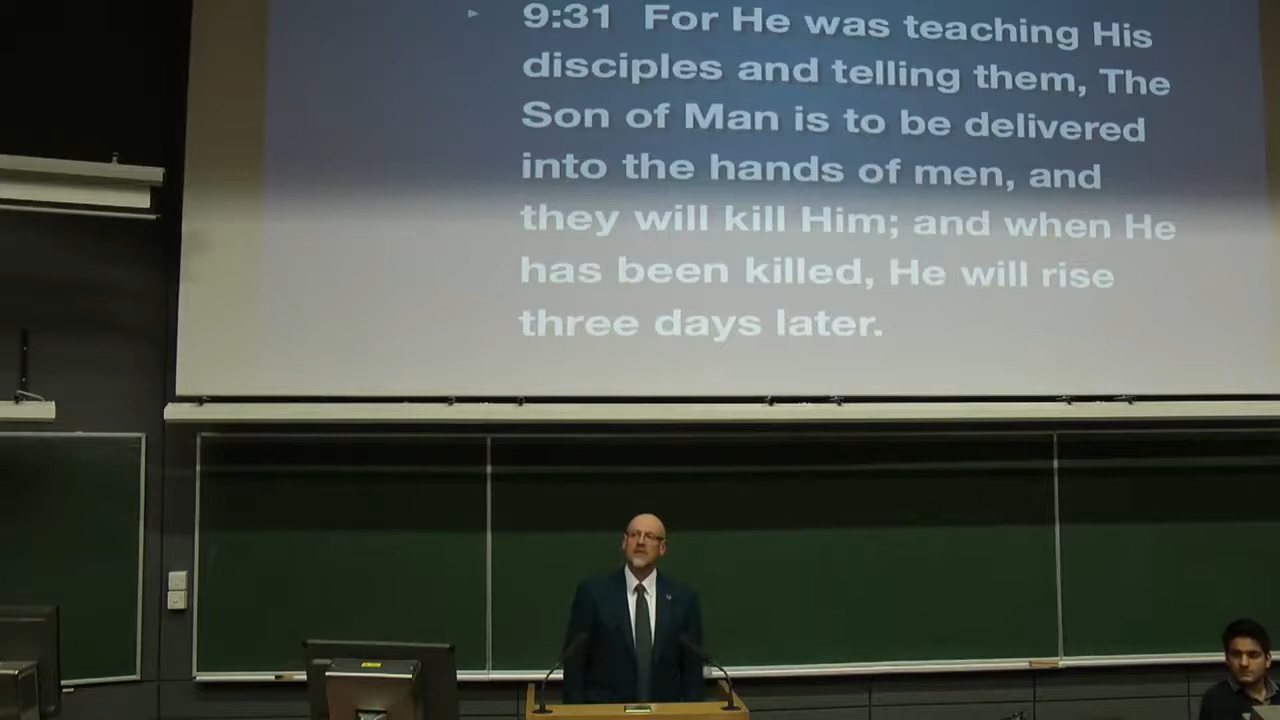 9:31 For He was teaching His
disciples and telling them, The
Son of Man is to be delivered
into the hands of men, and
they will kill Him; and when He
has been killed, He will rise
three days later.